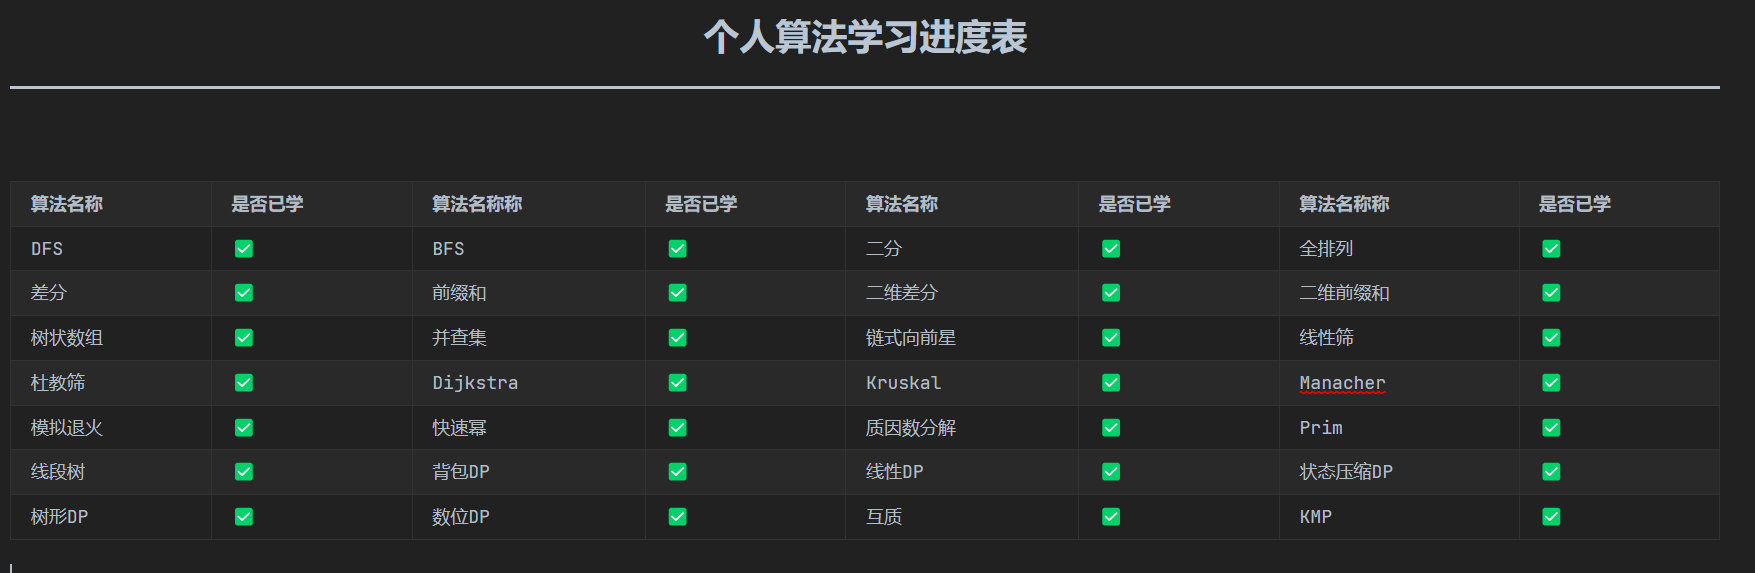 个人算法学习进度表
算法名称 是否已学 算法名称称 是否已学 算法名称 是否已学 算法名称称 是否已学
DFS ✅ BFS ✅ 二分 ✅ 全排列 ✅
差分 ✅ 前缀和 ✅ 二维差分 ✅ 二维前缀和 ✅
树状数组 ✅ 并查集 ✅ 链式向前星 ✅ 线性筛 ✅
杜教筛 ✅ Dijkstra ✅ Kruskal ✅ Manacher ✅
模拟退火 ✅ 快速幂 ✅ 质因数分解 ✅ Prim ✅
线段树 ✅ 背包DP ✅ 线性DP ✅ 状态压缩DP ✅
树形DP ✅ 数位DP ✅ 互质 ✅ KMP ✅